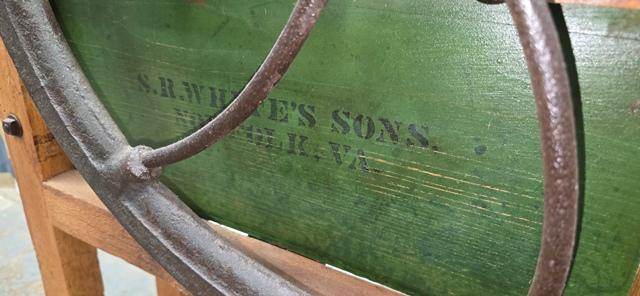 S.R.WHITE'S SONS.
NORFOLK, VA.